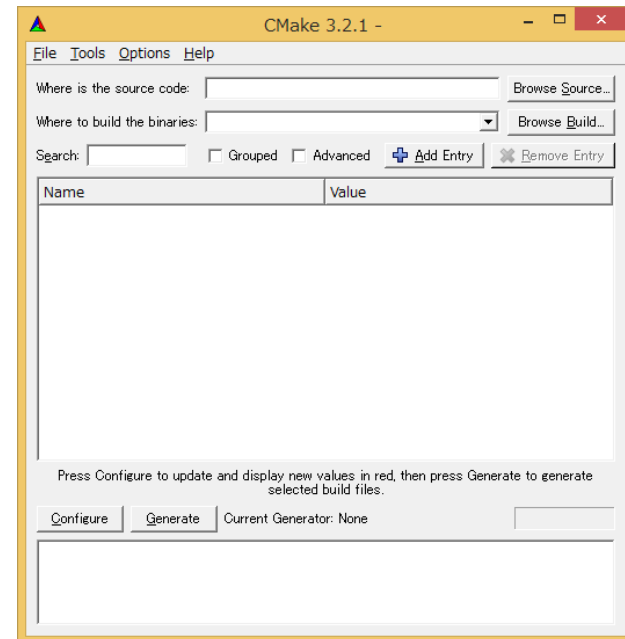 CMake 3.2.1 -
File Tools Options Help
Where is the source code: Browse Source...
Where to build the binaries: Browse Build...
Search: Grouped Advanced Add Entry Remove Entry
Name Value
Press Configure to update and display new values in red, then press Generate to generate
selected build files.
Configure Generate Current Generator: None